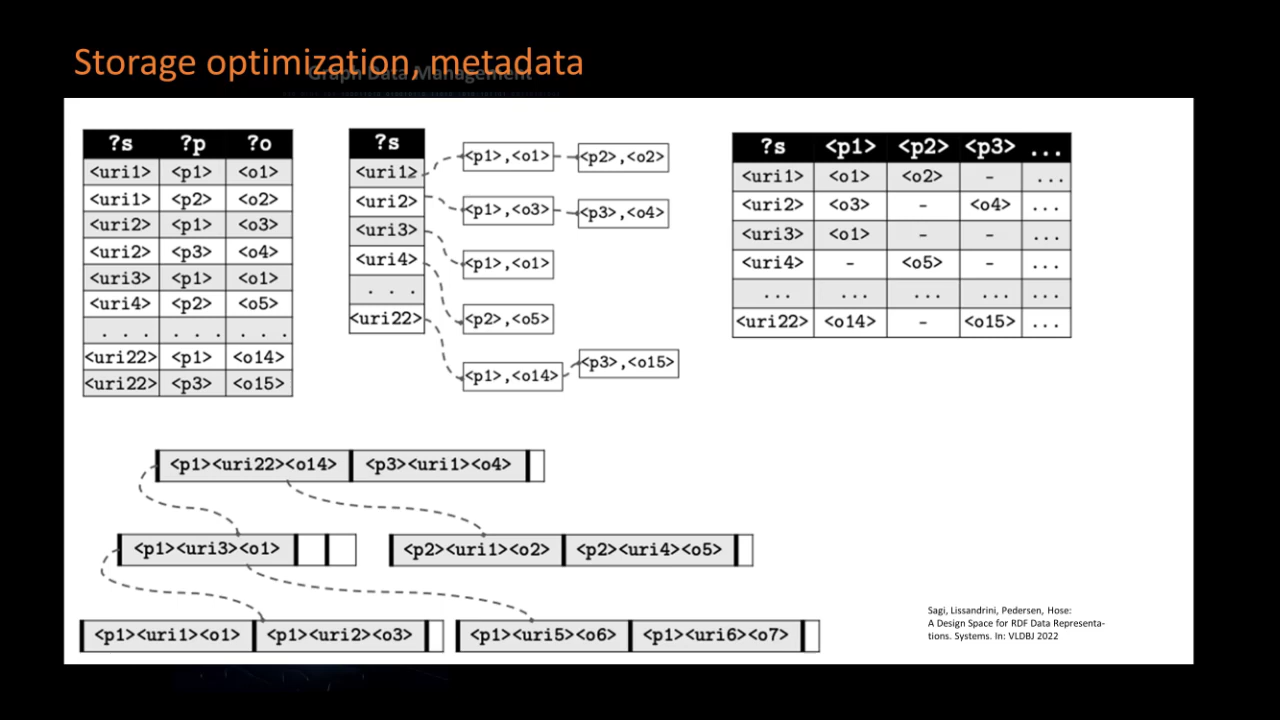 Storage optimization, metadata
Graph Data Management
?s ?p ?o
<uri1> <p1> <o1>
<uri1> <p2> <o2>
<uri2> <p1> <o3>
<uri2> <p3> <o4>
<uri3> <p1> <o1>
<uri4> <p2> <o5>
. . . . . . . . .
<uri22> <p1> <o14>
<uri22> <p3> <o15>
?s
<uri1> <p1>,<o1> <p2>,<o2>
<uri2> <p1>,<o3> <p3>,<o4>
<uri3> <p1>,<o1>
<uri4> <p2>,<o5>
. . .
<uri22> <p1>,<o14> <p3>,<o15>
?s <p1> <p2> <p3> ...
<uri1> <o1> <o2> - ...
<uri2> <o3> - <o4> ...
<uri3> <o1> - - ...
<uri4> - <o5> - ...
... ... ... ... ...
<uri22> <o14> - <o15> ...
<p1><uri22><o14> <p3><uri1><o4>
<p1><uri3><o1> <p2><uri1><o2> <p2><uri4><o5>
<p1><uri1><o1> <p1><uri2><o3> <p1><uri5><o6> <p1><uri6><o7>
Sagi, Lissandrini, Pedersen, Hose:
A Design Space for RDF Data Representa-
tions. Systems. In: VLDBJ 2022